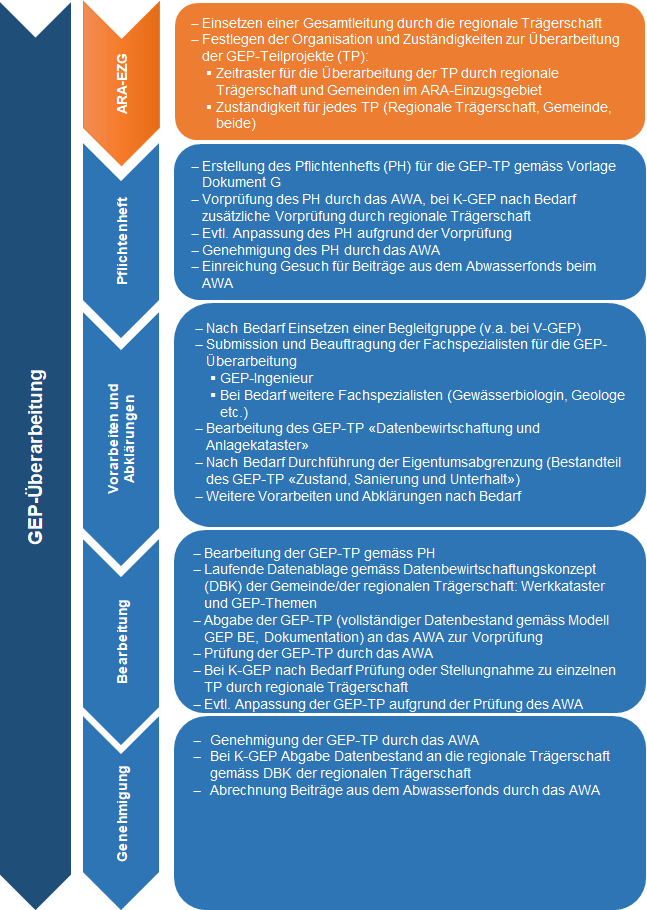 GEP-Überarbeitung
ARA-EZG
– Einsetzen einer Gesamtleitung durch die regionale Trägerschaft
– Festlegen der Organisation und Zuständigkeiten zur Überarbeitung
der GEP-Teilprojekte (TP):
▪ Zeitraster für die Überarbeitung der TP durch regionale
Trägerschaft und Gemeinden im ARA-Einzugsgebiet
▪ Zuständigkeit für jedes TP (Regionale Trägerschaft, Gemeinde,
beide)
Pflichtenheft
– Erstellung des Pflichtenhefts (PH) für die GEP-TP gemäss Vorlage
Dokument G
– Vorprüfung des PH durch das AWA, bei K-GEP nach Bedarf
zusätzliche Vorprüfung durch regionale Trägerschaft
– Evtl. Anpassung des PH aufgrund der Vorprüfung
– Genehmigung des PH durch das AWA
– Einreichung Gesuch für Beiträge aus dem Abwasserfonds beim
AWA
Vorarbeiten und
Abklärungen
– Nach Bedarf Einsetzen einer Begleitgruppe (v.a. bei V-GEP)
– Submission und Beauftragung der Fachspezialisten für die GEP-
Überarbeitung
▪ GEP-Ingenieur
▪ Bei Bedarf weitere Fachspezialisten (Gewässerbiologin, Geologe
etc.)
– Bearbeitung des GEP-TP «Datenbewirtschaftung und
Anlagekataster»
– Nach Bedarf Durchführung der Eigentumsabgrenzung (Bestandteil
des GEP-TP «Zustand, Sanierung und Unterhalt»)
– Weitere Vorarbeiten und Abklärungen nach Bedarf
Bearbeitung
– Bearbeitung der GEP-TP gemäss PH
– Laufende Datenablage gemäss Datenbewirtschaftungskonzept
(DBK) der Gemeinde/der regionalen Trägerschaft: Werkkataster
und GEP-Themen
– Abgabe der GEP-TP (vollständiger Datenbestand gemäss Modell
GEP BE, Dokumentation) an das AWA zur Vorprüfung
– Prüfung der GEP-TP durch das AWA
– Bei K-GEP nach Bedarf Prüfung oder Stellungnahme zu einzelnen
TP durch regionale Trägerschaft
– Evtl. Anpassung der GEP-TP aufgrund der Prüfung des AWA
Genehmigung
– Genehmigung der GEP-TP durch das AWA
– Bei K-GEP Abgabe Datenbestand an die regionale Trägerschaft
gemäss DBK der regionalen Trägerschaft
– Abrechnung Beiträge aus dem Abwasserfonds durch das AWA